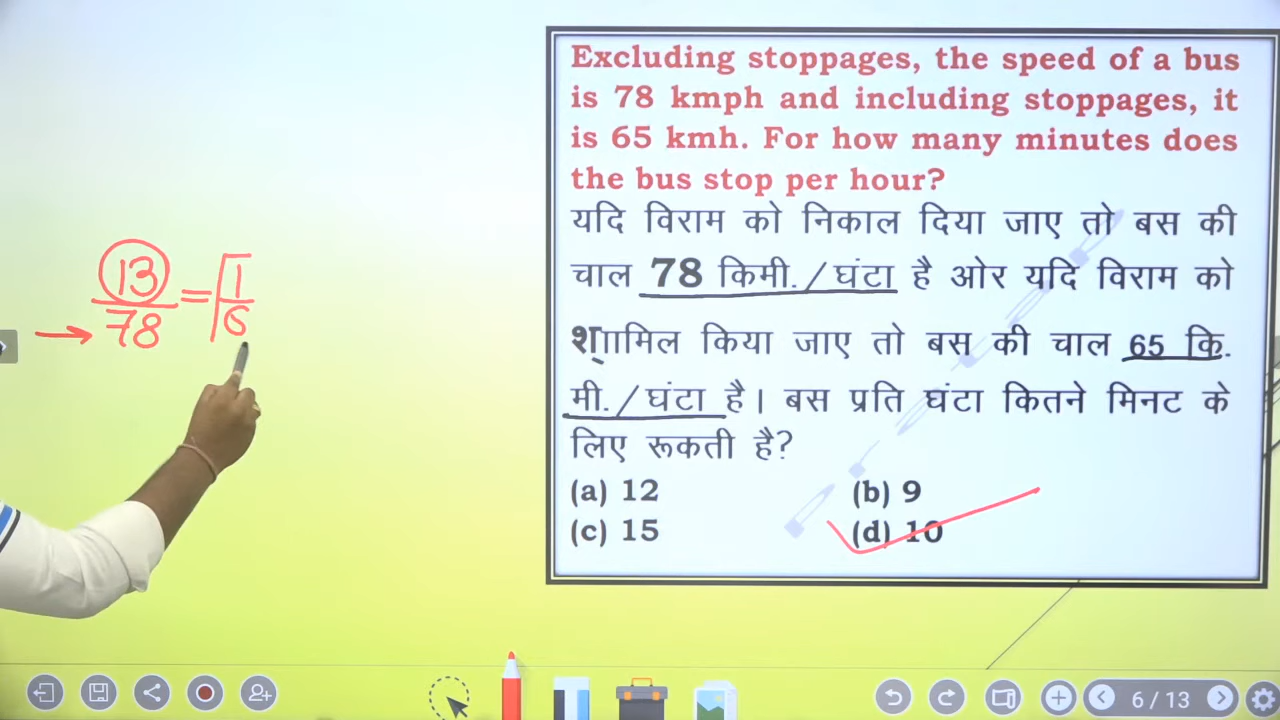 Excluding stoppages, the speed of a bus
is 78 kmph and including stoppages, it
is 65 kmh. For how many minutes does
the bus stop per hour?
यदि विराम को निकाल दिया जाए तो बस की
चाल 78 किमी. / घंटा है ओर यदि विराम को
शाामिल किया जाए तो बस की चाल 65 कि.
मी. / घंटा है। बस प्रति घंटा कितने मिनट के
लिए रूकती है?
(a) 12 (b) 9
(c) 15 (d) 10
13/78 = 1/6
6 / 13